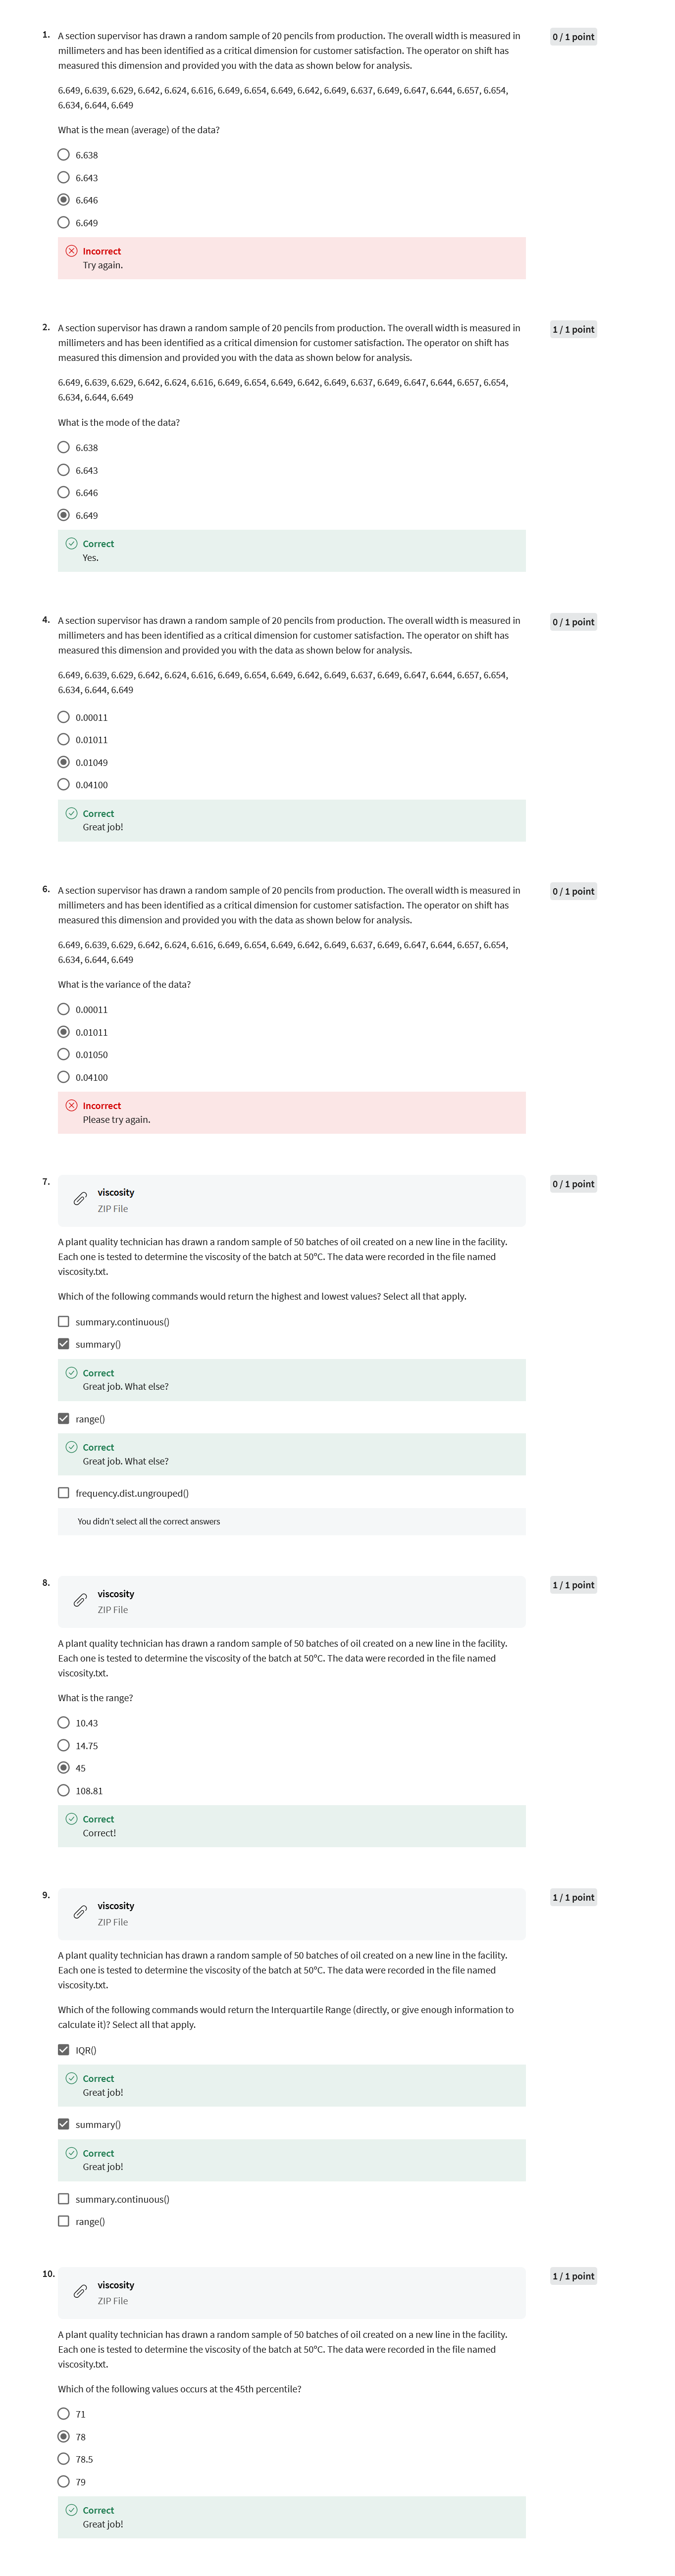 1. A section supervisor has drawn a random sample of 20 pencils from production. The overall width is measured in
0 / 1 point
millimeters and has been identified as a critical dimension for customer satisfaction. The operator on shift has
measured this dimension and provided you with the data as shown below for analysis.
6.649, 6.639, 6.629, 6.642, 6.624, 6.616, 6.649, 6.654, 6.649, 6.642, 6.649, 6.637, 6.649, 6.647, 6.644, 6.657, 6.654,
6.634, 6.644, 6.649
What is the mean (average) of the data?
6.638
6.643
6.646
6.649
Incorrect
Try again.
2. A section supervisor has drawn a random sample of 20 pencils from production. The overall width is measured in
1 / 1 point
millimeters and has been identified as a critical dimension for customer satisfaction. The operator on shift has
measured this dimension and provided you with the data as shown below for analysis.
6.649, 6.639, 6.629, 6.642, 6.624, 6.616, 6.649, 6.654, 6.649, 6.642, 6.649, 6.637, 6.649, 6.647, 6.644, 6.657, 6.654,
6.634, 6.644, 6.649
What is the mode of the data?
6.638
6.643
6.646
6.649
Correct
Yes.
4. A section supervisor has drawn a random sample of 20 pencils from production. The overall width is measured in
0 / 1 point
millimeters and has been identified as a critical dimension for customer satisfaction. The operator on shift has
measured this dimension and provided you with the data as shown below for analysis.
6.649, 6.639, 6.629, 6.642, 6.624, 6.616, 6.649, 6.654, 6.649, 6.642, 6.649, 6.637, 6.649, 6.647, 6.644, 6.657, 6.654,
6.634, 6.644, 6.649
0.00011
0.01011
0.01049
0.04100
Correct
Great job!
6. A section supervisor has drawn a random sample of 20 pencils from production. The overall width is measured in
0 / 1 point
millimeters and has been identified as a critical dimension for customer satisfaction. The operator on shift has
measured this dimension and provided you with the data as shown below for analysis.
6.649, 6.639, 6.629, 6.642, 6.624, 6.616, 6.649, 6.654, 6.649, 6.642, 6.649, 6.637, 6.649, 6.647, 6.644, 6.657, 6.654,
6.634, 6.644, 6.649
What is the variance of the data?
0.00011
0.01011
0.01050
0.04100
Incorrect
Please try again.
7. viscosity
0 / 1 point
ZIP File
A plant quality technician has drawn a random sample of 50 batches of oil created on a new line in the facility.
Each one is tested to determine the viscosity of the batch at 50°C. The data were recorded in the file named
viscosity.txt.
Which of the following commands would return the highest and lowest values? Select all that apply.
summary.continuous()
summary()
Correct
Great job. What else?
range()
Correct
Great job. What else?
frequency.dist.ungrouped()
You didn't select all the correct answers
8. viscosity
1 / 1 point
ZIP File
A plant quality technician has drawn a random sample of 50 batches of oil created on a new line in the facility.
Each one is tested to determine the viscosity of the batch at 50°C. The data were recorded in the file named
viscosity.txt.
What is the range?
10.43
14.75
45
108.81
Correct
Correct!
9. viscosity
1 / 1 point
ZIP File
A plant quality technician has drawn a random sample of 50 batches of oil created on a new line in the facility.
Each one is tested to determine the viscosity of the batch at 50°C. The data were recorded in the file named
viscosity.txt.
Which of the following commands would return the Interquartile Range (directly, or give enough information to
calculate it)? Select all that apply.
IQR()
Correct
Great job!
summary()
Correct
Great job!
summary.continuous()
range()
10. viscosity
1 / 1 point
ZIP File
A plant quality technician has drawn a random sample of 50 batches of oil created on a new line in the facility.
Each one is tested to determine the viscosity of the batch at 50°C. The data were recorded in the file named
viscosity.txt.
Which of the following values occurs at the 45th percentile?
71
78
78.5
79
Correct
Great job!